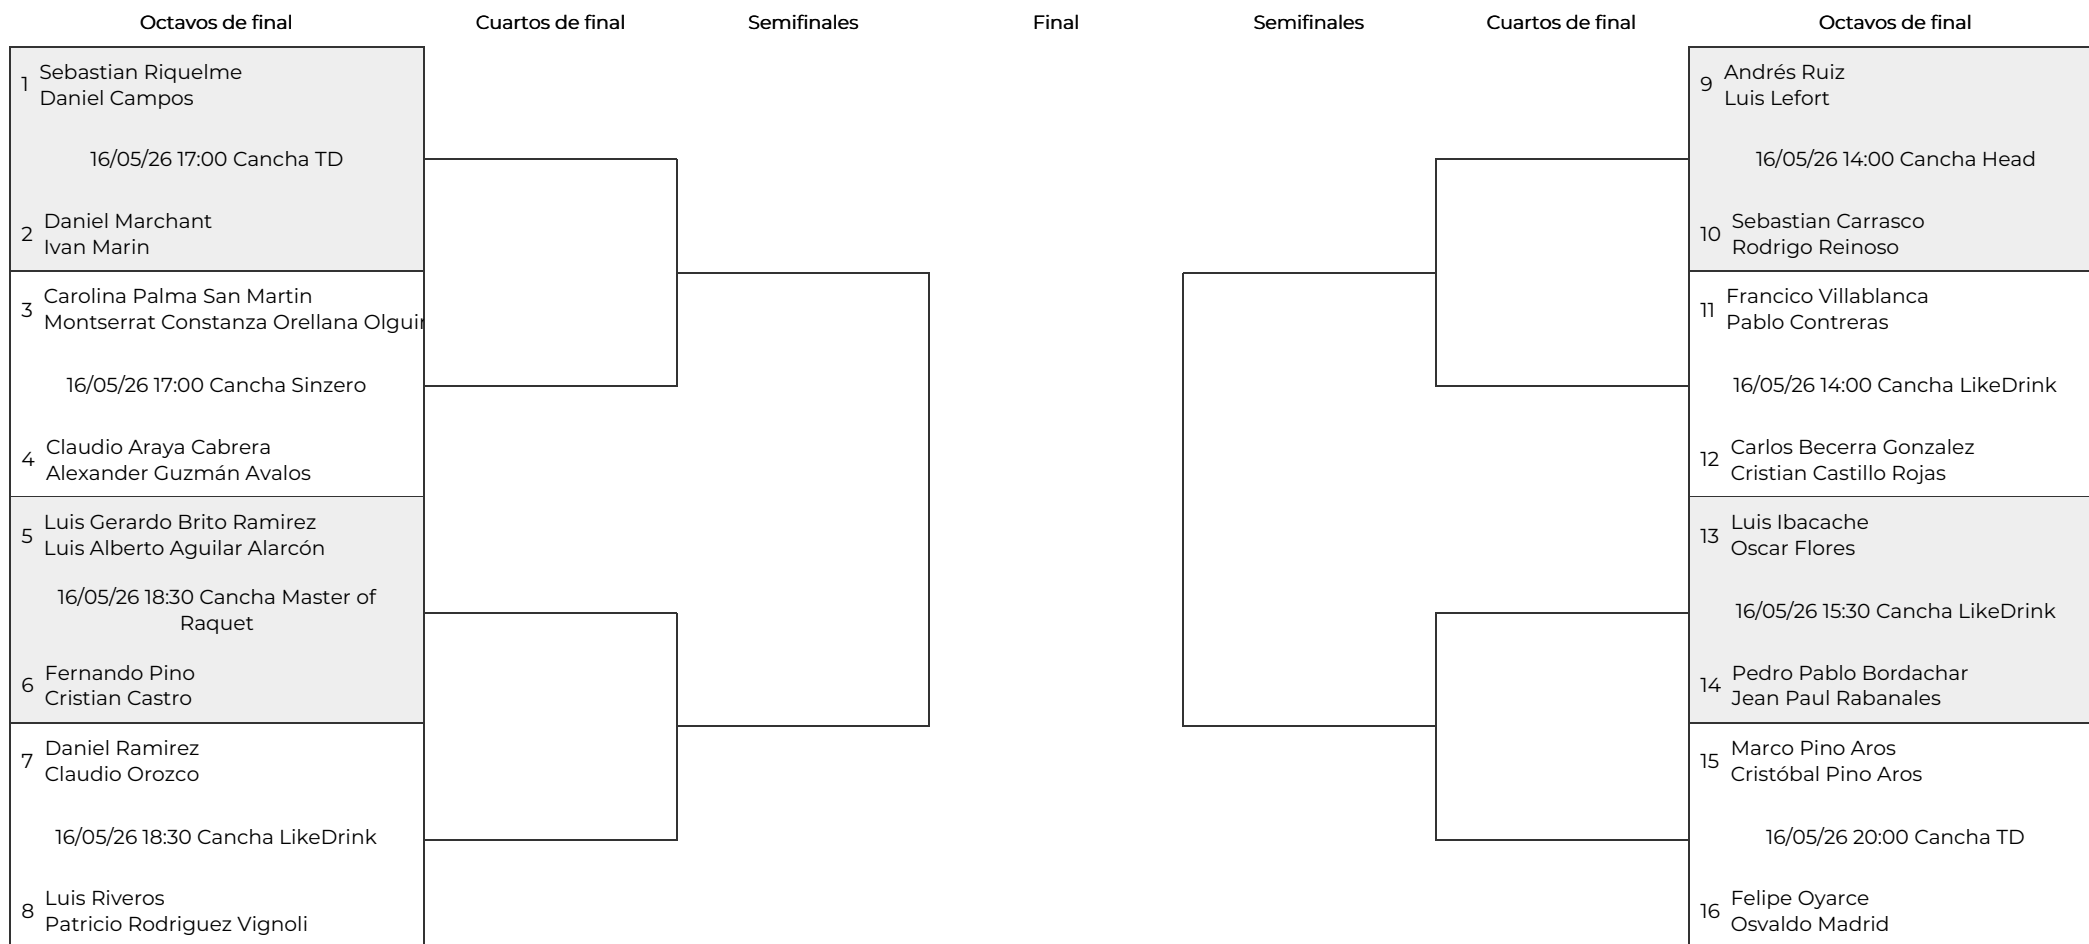 Octavos de final
Cuartos de final
Semifinales
Final
Semifinales
Cuartos de final
Octavos de final
1
Sebastian Riquelme
Daniel Campos
16/05/26 17:00 Cancha TD
2
Daniel Marchant
Ivan Marin
3
Carolina Palma San Martin
Montserrat Constanza Orellana Olguin
16/05/26 17:00 Cancha Sinzero
4
Claudio Araya Cabrera
Alexander Guzmán Avalos
5
Luis Gerardo Brito Ramirez
Luis Alberto Aguilar Alarcón
16/05/26 18:30 Cancha Master of
Raquet
6
Fernando Pino
Cristian Castro
7
Daniel Ramirez
Claudio Orozco
16/05/26 18:30 Cancha LikeDrink
8
Luis Riveros
Patricio Rodriguez Vignoli
9
Andrés Ruiz
Luis Lefort
16/05/26 14:00 Cancha Head
10
Sebastian Carrasco
Rodrigo Reinoso
11
Francico Villablanca
Pablo Contreras
16/05/26 14:00 Cancha LikeDrink
12
Carlos Becerra Gonzalez
Cristian Castillo Rojas
13
Luis Ibacache
Oscar Flores
16/05/26 15:30 Cancha LikeDrink
14
Pedro Pablo Bordachar
Jean Paul Rabanales
15
Marco Pino Aros
Cristóbal Pino Aros
16/05/26 20:00 Cancha TD
16
Felipe Oyarce
Osvaldo Madrid